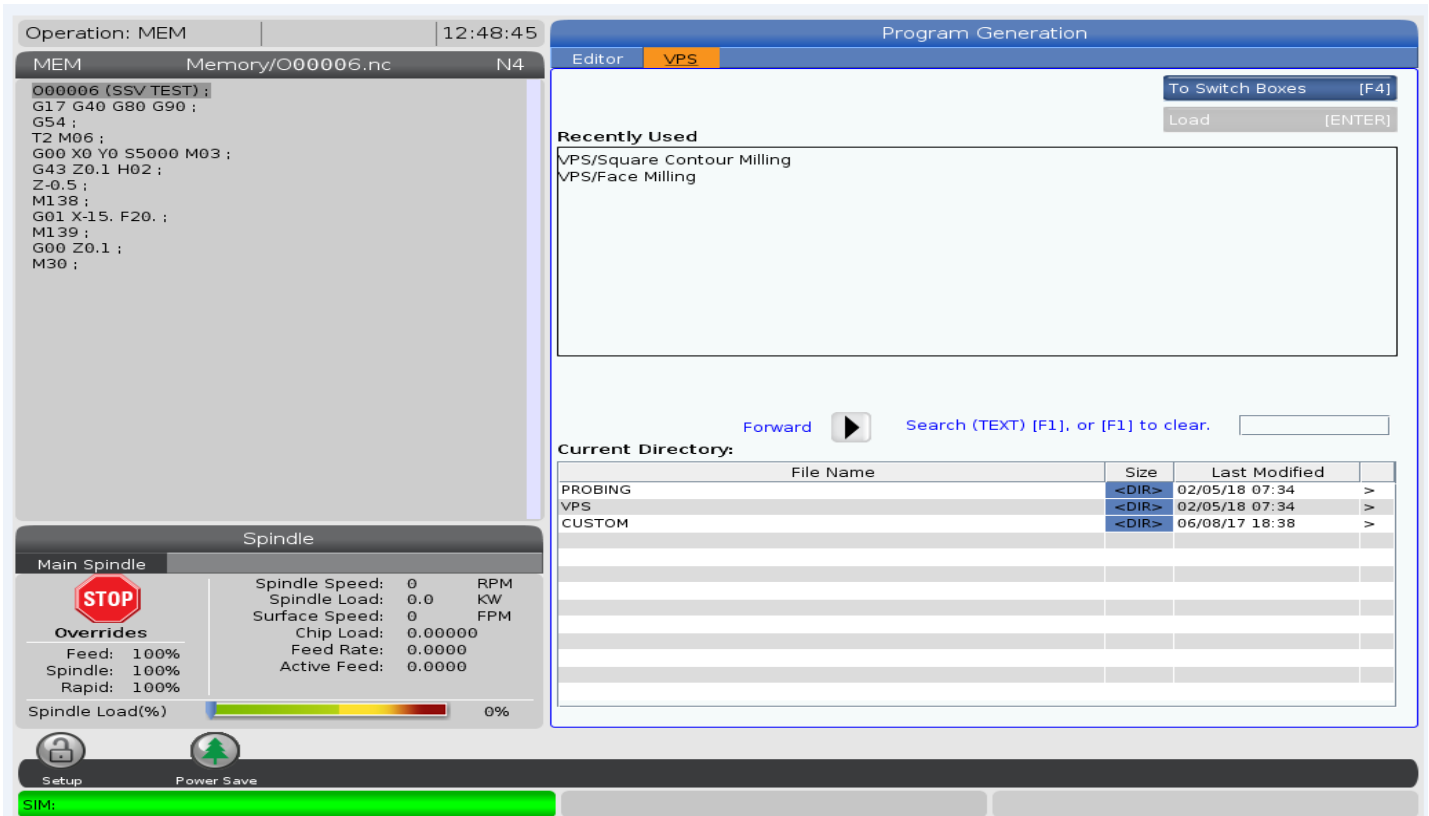 Operation: MEM 12:48:45
MEM Memory/O00006.nc N4
O00006 (SSV TEST) ;
G17 G40 G80 G90 ;
G54 ;
T2 M06 ;
G00 X0 Y0 S5000 M03 ;
G43 Z0.1 H02 ;
Z-0.5 ;
M138 ;
G01 X-15. F20. ;
M139 ;
G00 Z0.1 ;
M30 ;
Spindle
Main Spindle
STOP
Overrides
Feed: 100%
Spindle: 100%
Rapid: 100%
Spindle Speed: 0 RPM
Spindle Load: 0.0 KW
Surface Speed: 0 FPM
Chip Load: 0.00000
Feed Rate: 0.0000
Active Feed: 0.0000
Spindle Load(%) 0%
Program Generation
Editor VPS
To Switch Boxes [F4]
Load [ENTER]
Recently Used
VPS/Square Contour Milling
VPS/Face Milling
Forward Search (TEXT) [F1], or [F1] to clear.
Current Directory:
File Name Size Last Modified
PROBING <DIR> 02/05/18 07:34 >
VPS <DIR> 02/05/18 07:34 >
CUSTOM <DIR> 06/08/17 18:38 >
Setup Power Save
SIM: